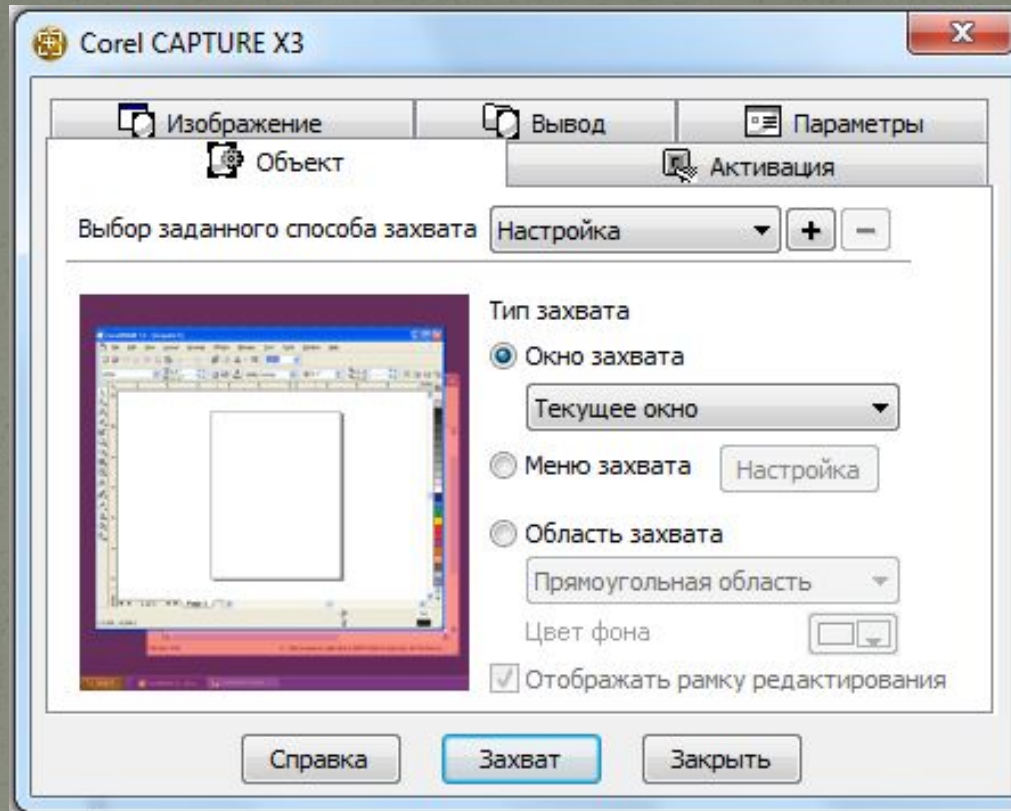 Corel CAPTURE X3
Изображение Вывод Параметры
Объект Активация
Выбор заданного способа захвата Настройка + −
Тип захвата
Окно захвата
Текущее окно
Меню захвата Настройка
Область захвата
Прямоугольная область
Цвет фона
Отображать рамку редактирования
Справка Захват Закрыть